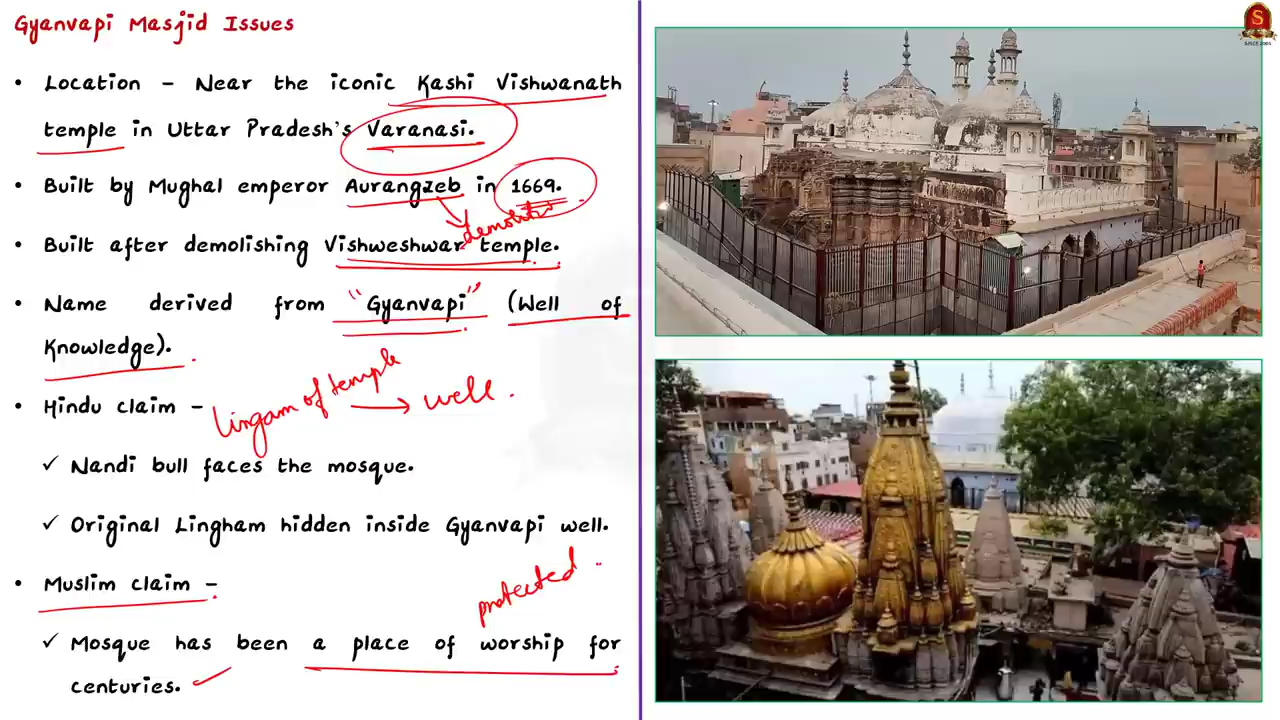 Gyanvapi Masjid Issues
• Location – Near the iconic Kashi Vishwanath
temple in Uttar Pradesh's Varanasi.
• Built by Mughal emperor Aurangzeb in 1669.
demolition
• Built after demolishing Vishweshwar temple.
• Name derived from "Gyanvapi" (Well of
Knowledge).
• Hindu claim –
Lingam of temple → well.
✓ Nandi bull faces the mosque.
✓ Original Lingham hidden inside Gyanvapi well.
• Muslim claim –
protected
✓ Mosque has been a place of worship for
centuries.
S
SINCE 2004